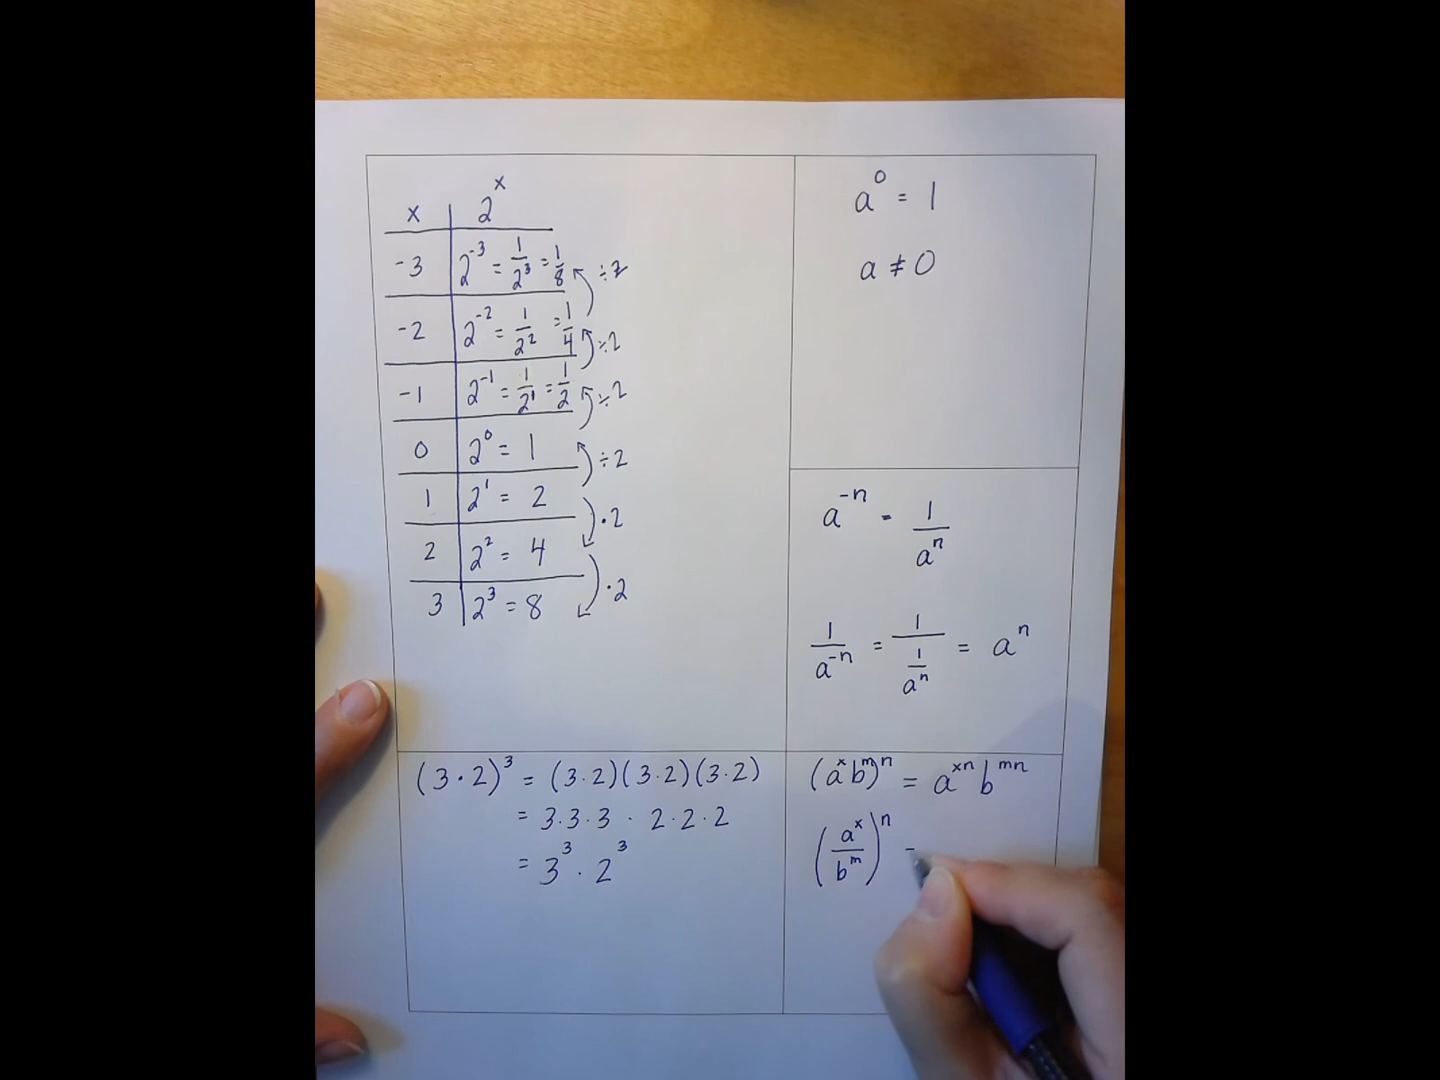 x | 2^x
-3 | 2^-3 = 1/2^3 = 1/8 ÷2
-2 | 2^-2 = 1/2^2 = 1/4 ÷2
-1 | 2^-1 = 1/2^1 = 1/2 ÷2
0 | 2^0 = 1 ÷2
1 | 2^1 = 2 ·2
2 | 2^2 = 4 ·2
3 | 2^3 = 8
a^0 = 1
a ≠ 0
a^-n = 1/a^n
1/a^-n = 1/(1/a^n) = a^n
(3·2)^3 = (3·2)(3·2)(3·2)
= 3·3·3 · 2·2·2
= 3^3 · 2^3
(a^x b^m)^n = a^xn b^mn
(a^x/b^m)^n =